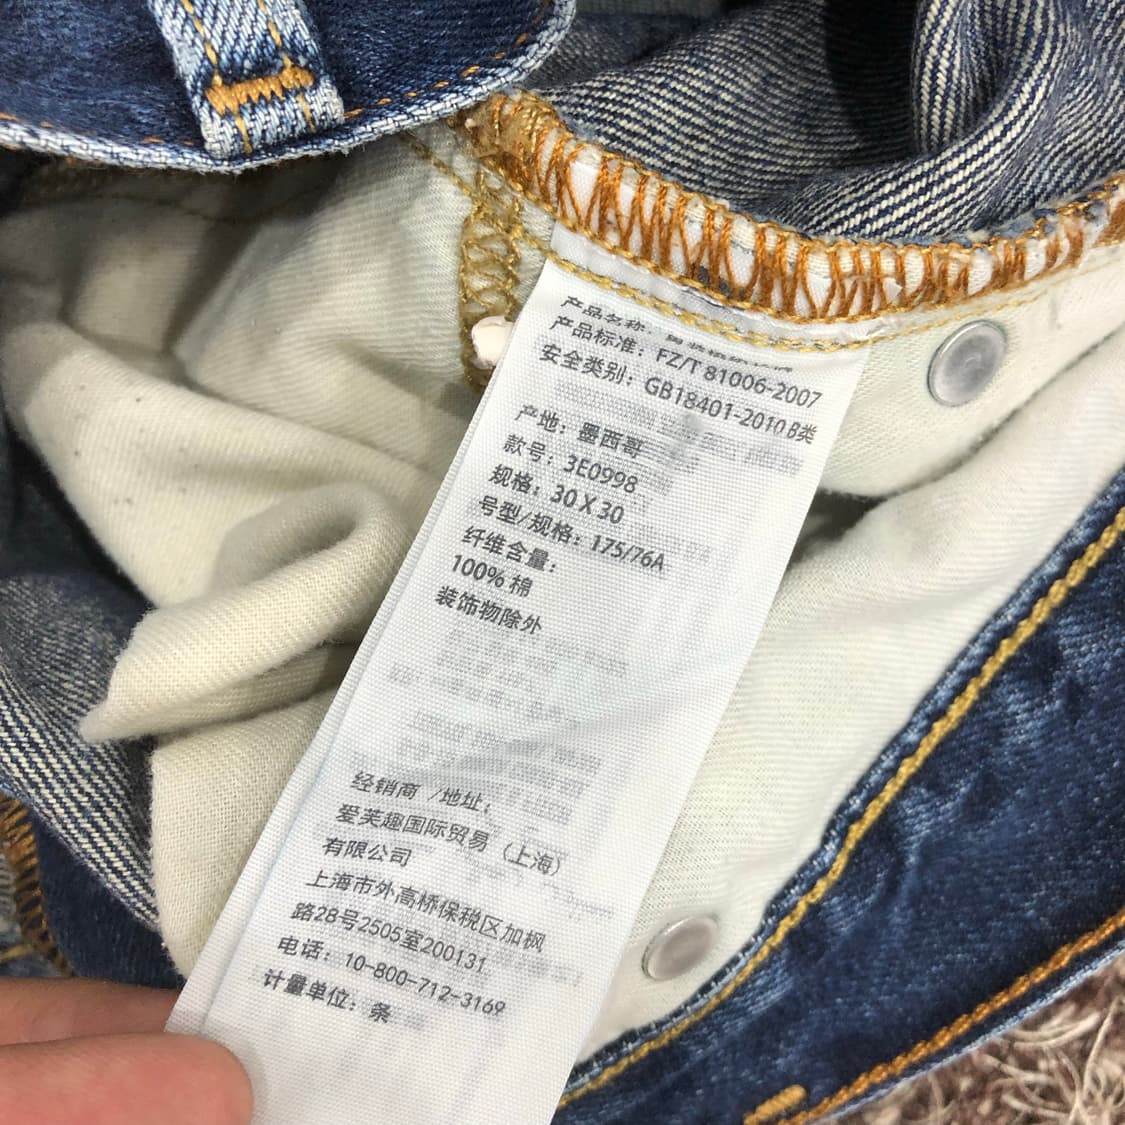 产品名称:
产品标准: FZ/T 81006-2007
安全类别: GB18401-2010 B类
产地: 墨西哥
款号: 3E0998
规格: 30 X 30
号型/规格: 175/76A
纤维含量:
100% 棉
装饰物除外
经销商 /地址:
爱芙趣国际贸易 (上海)
有限公司
上海市外高桥保税区加枫
路28号2505室200131
电话: 10-800-712-3169
计量单位: 条